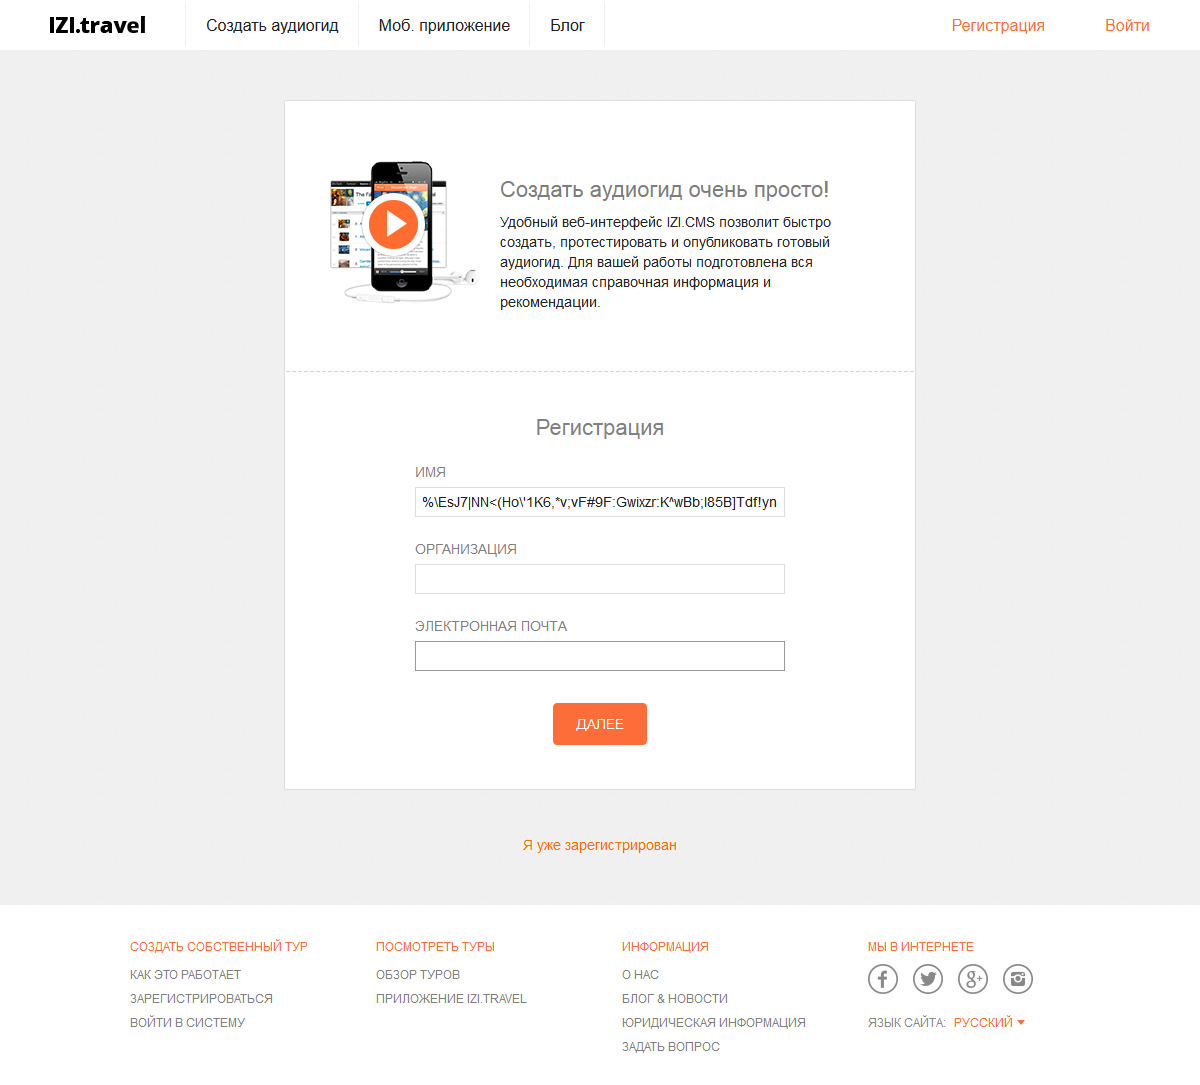 IZI.travel
Создать аудиогид
Моб. приложение
Блог
Регистрация
Войти
Создать аудиогид очень просто!
Удобный веб-интерфейс IZI.CMS позволит быстро
создать, протестировать и опубликовать готовый
аудиогид. Для вашей работы подготовлена вся
необходимая справочная информация и
рекомендации.
Регистрация
ИМЯ
%\EsJ7|NN<(Ho\'1K6,*v;vF#9F:Gwixzr:K^wBb;l85B]Tdf!yn
ОРГАНИЗАЦИЯ
ЭЛЕКТРОННАЯ ПОЧТА
ДАЛЕЕ
Я уже зарегистрирован
СОЗДАТЬ СОБСТВЕННЫЙ ТУР
КАК ЭТО РАБОТАЕТ
ЗАРЕГИСТРИРОВАТЬСЯ
ВОЙТИ В СИСТЕМУ
ПОСМОТРЕТЬ ТУРЫ
ОБЗОР ТУРОВ
ПРИЛОЖЕНИЕ IZI.TRAVEL
ИНФОРМАЦИЯ
О НАС
БЛОГ & НОВОСТИ
ЮРИДИЧЕСКАЯ ИНФОРМАЦИЯ
ЗАДАТЬ ВОПРОС
МЫ В ИНТЕРНЕТЕ
ЯЗЫК САЙТА: РУССКИЙ